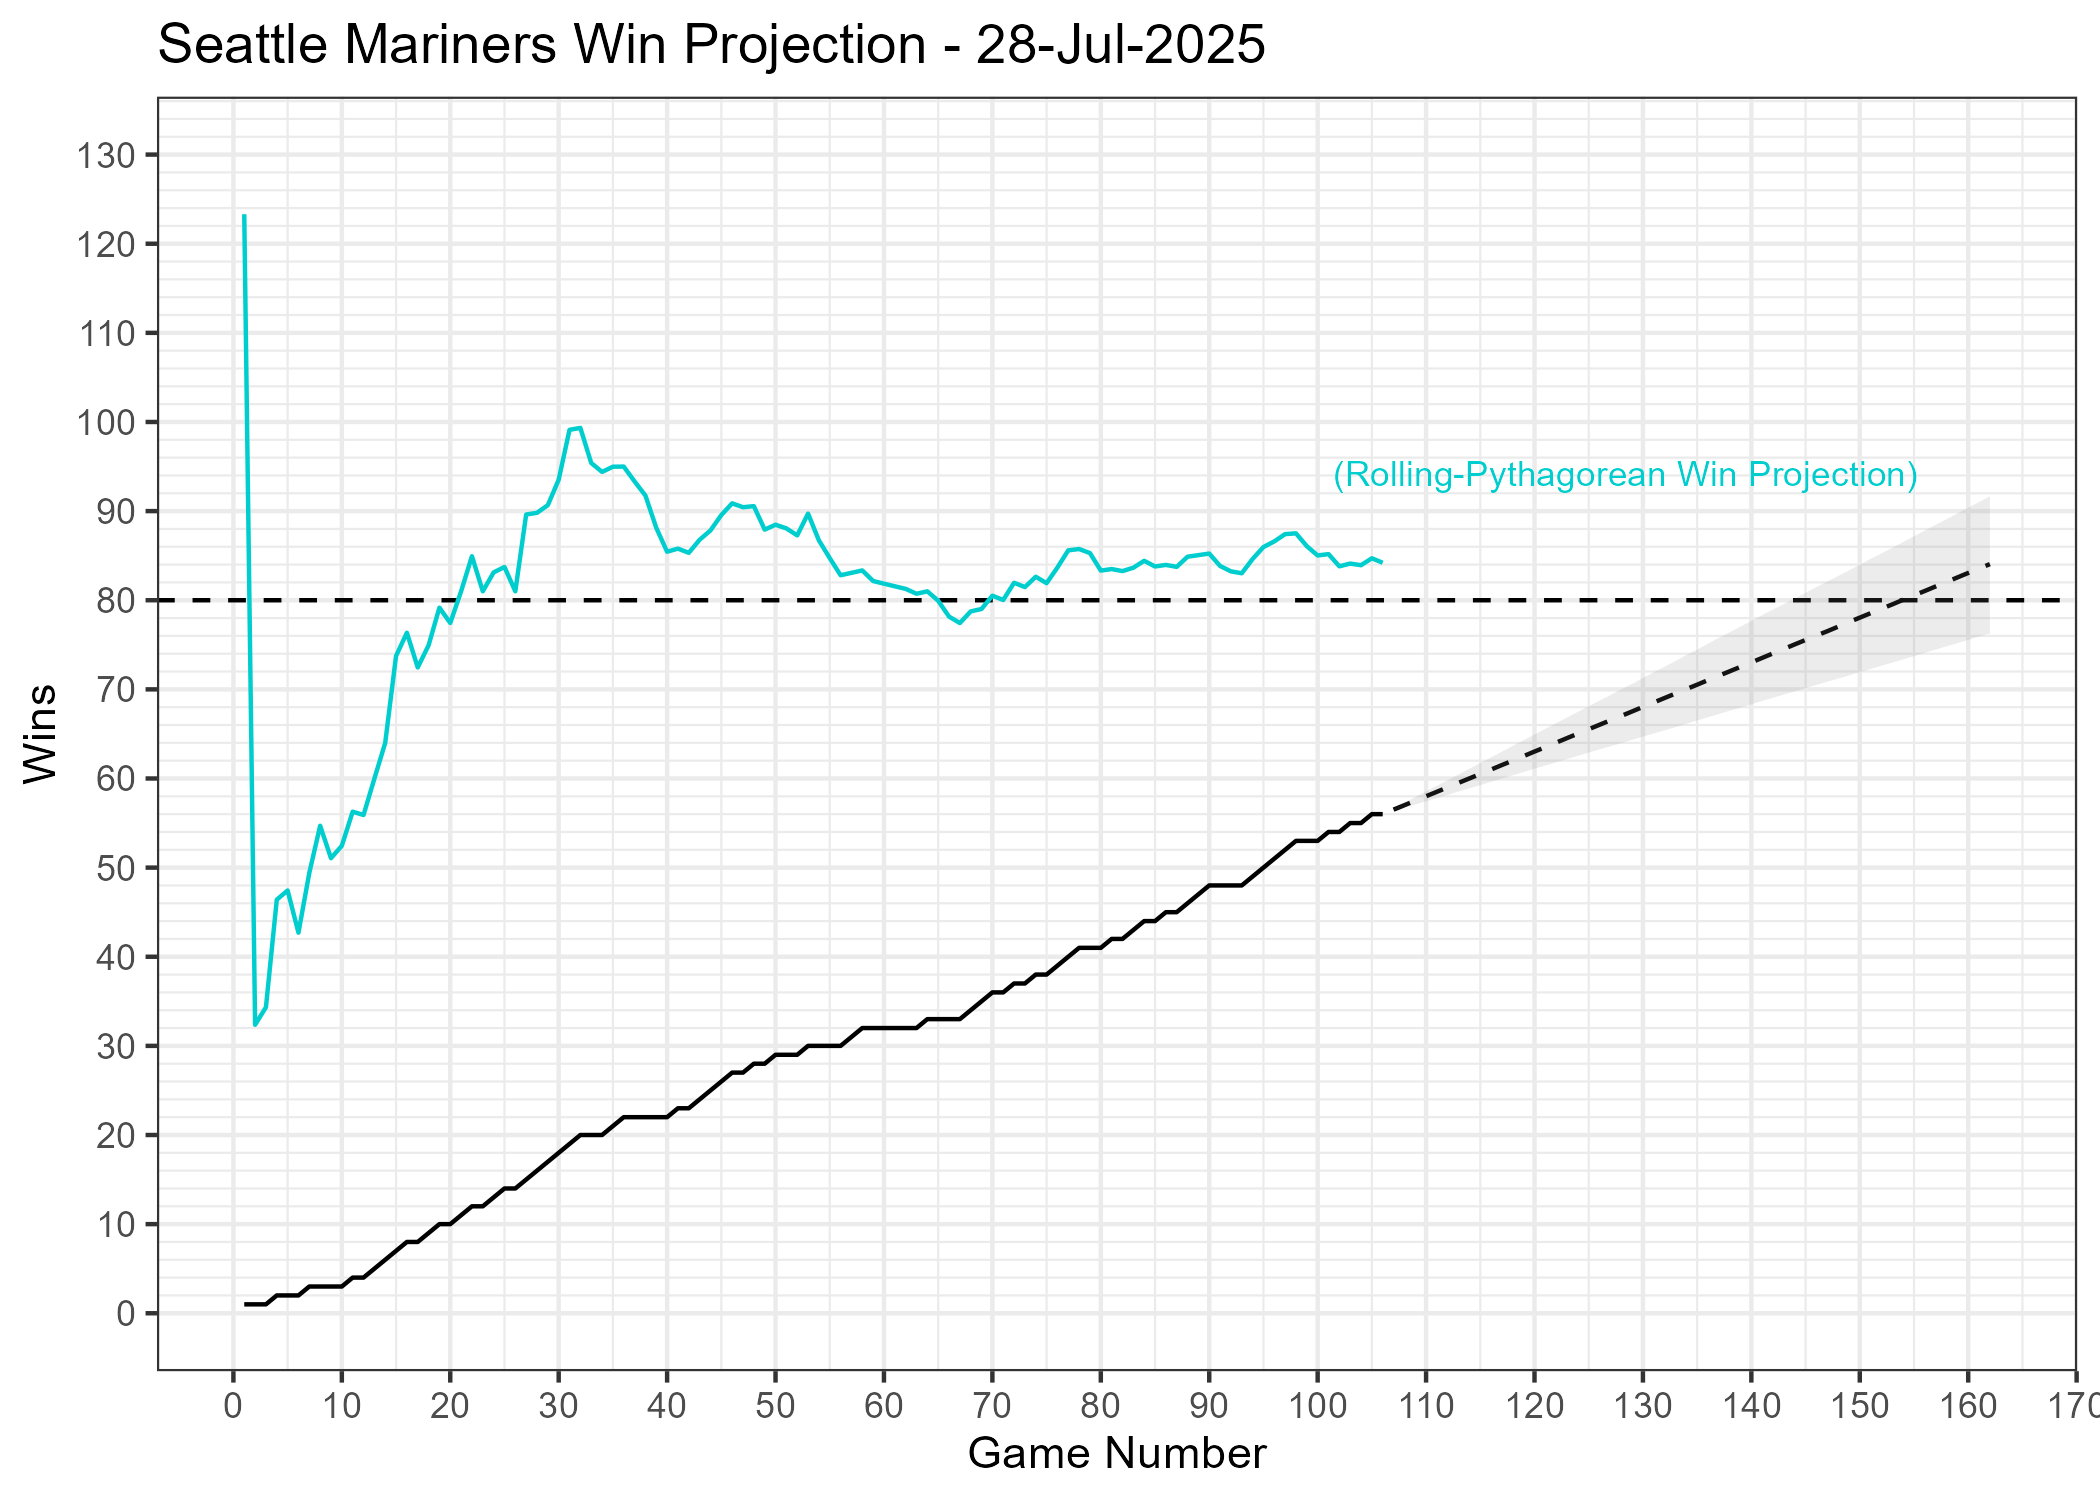 Seattle Mariners Win Projection - 28-Jul-2025
130
120
110
100
90
80
70
60
50
40
30
20
10
0
Wins
(Rolling-Pythagorean Win Projection)
0 10 20 30 40 50 60 70 80 90 100 110 120 130 140 150 160 170
Game Number